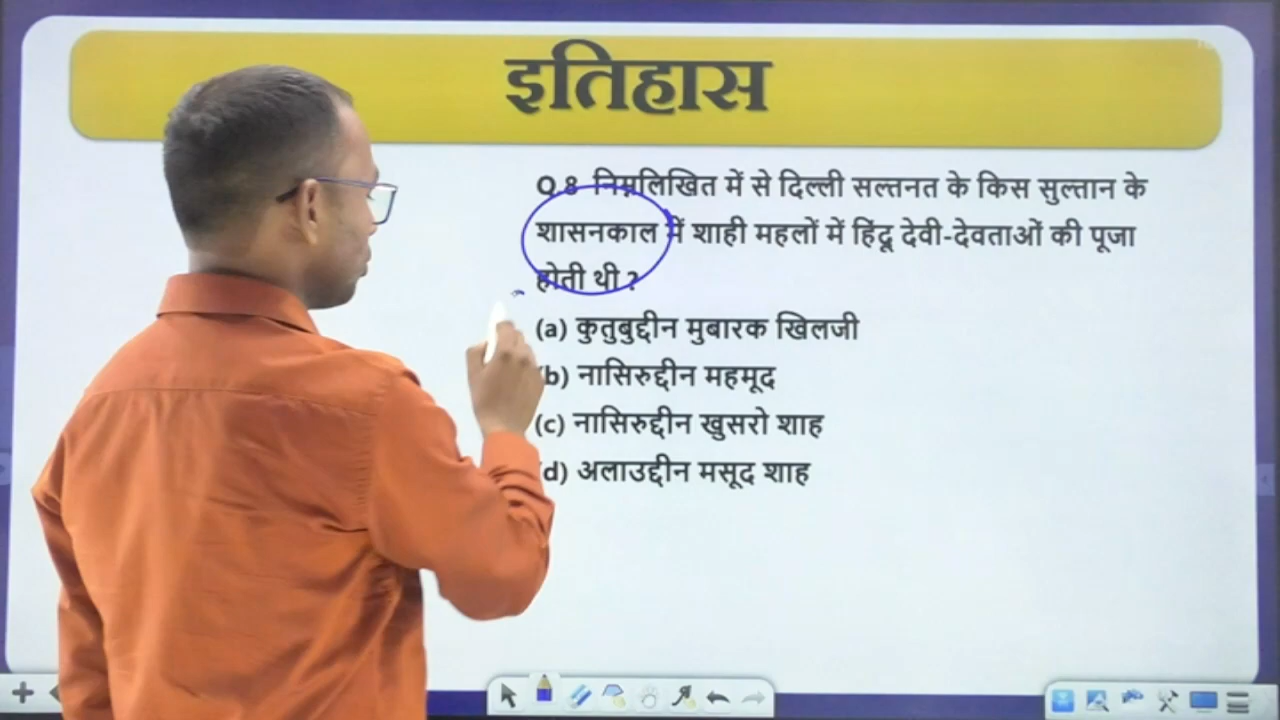 इतिहास
Q.8 निम्नलिखित में से दिल्ली सल्तनत के किस सुल्तान के
शासनकाल में शाही महलों में हिंदू देवी-देवताओं की पूजा
होती थी ?
(a) कुतुबुद्दीन मुबारक खिलजी
(b) नासिरुद्दीन महमूद
(c) नासिरुद्दीन खुसरो शाह
(d) अलाउद्दीन मसूद शाह